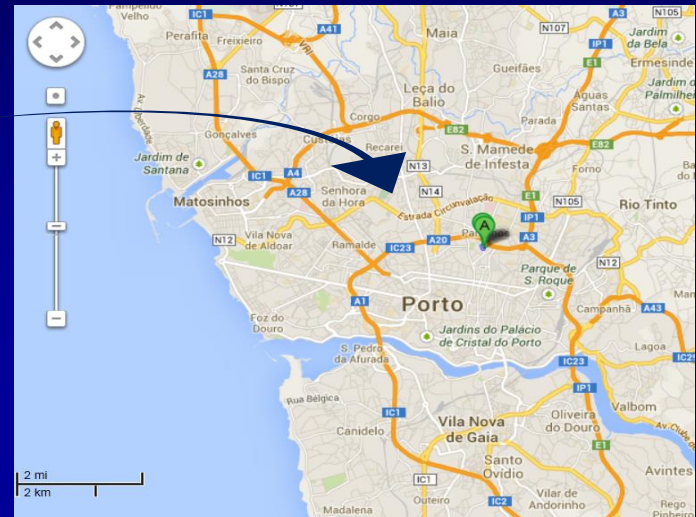 Velho
IC1
A41
A3
N105
Perafita
Freixieiro
VRI
Maia
N107
IP1
Jardim
da Bela
A28
Santa Cruz
do Bispo
Gueifães
E1
Ermesinde
Leça do
Balio
Jardim d
Palmilhe
Águas
Santas
Corgo
Parada
Gonçalves
Custóias
Recarei
E82
S. Mamede
de Infesta
E82
Jardim de
Santana
IC1
A4
N13
Forno
Matosinhos
A28
Senhora
da Hora
N14
E1
N105
Rio Tinto
Estrada Circunvalação
IP1
N12
Vila Nova
de Aldoar
Ramalde
IC23
A20
A
A3
N12
Parque de
S. Roque
A1
Porto
Campanhã
A43
Foz do
Douro
Jardins do Palácio
de Cristal do Porto
Lagoa
S. Pedro
da Afurada
IC23
IC29
IP1
Rua Bélgica
IC1
Vila Nova
de Gaia
Oliveira
do Douro
Valbom
Canidelo
E1
Santo
Ovídio
Avintes
2 mi
2 km
IC1
Outeiro
IC2
Vilar de
Andorinho
Madalena
Rego
Pinheiro